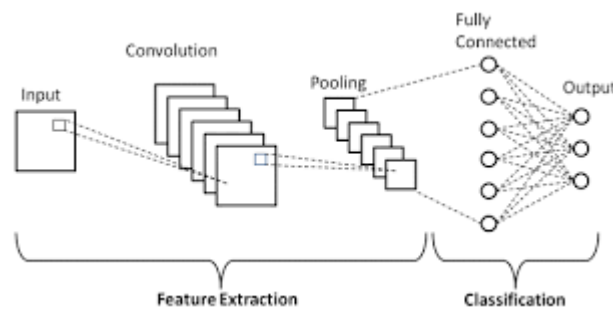 Fully
Connected
Convolution
Pooling
Input
Output
Feature Extraction
Classification